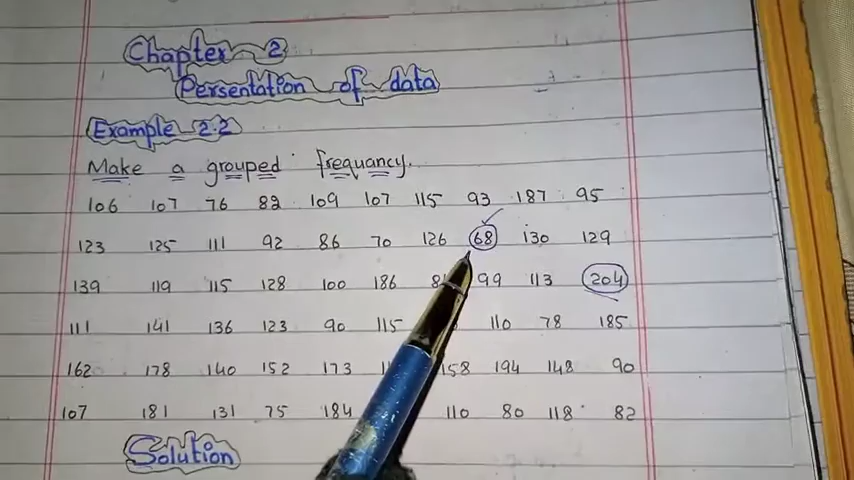 Chapter 2
Persentation of data
Example 2.2
Make a grouped frequancy.
106 107 76 82 109 107 115 93 187 95
123 125 111 92 86 70 126 68 130 129
139 119 115 128 100 186 99 113 204
111 141 136 123 90 115 110 78 185
162 178 140 152 173 158 194 148 90
107 181 131 75 184 110 80 118 82
Solution